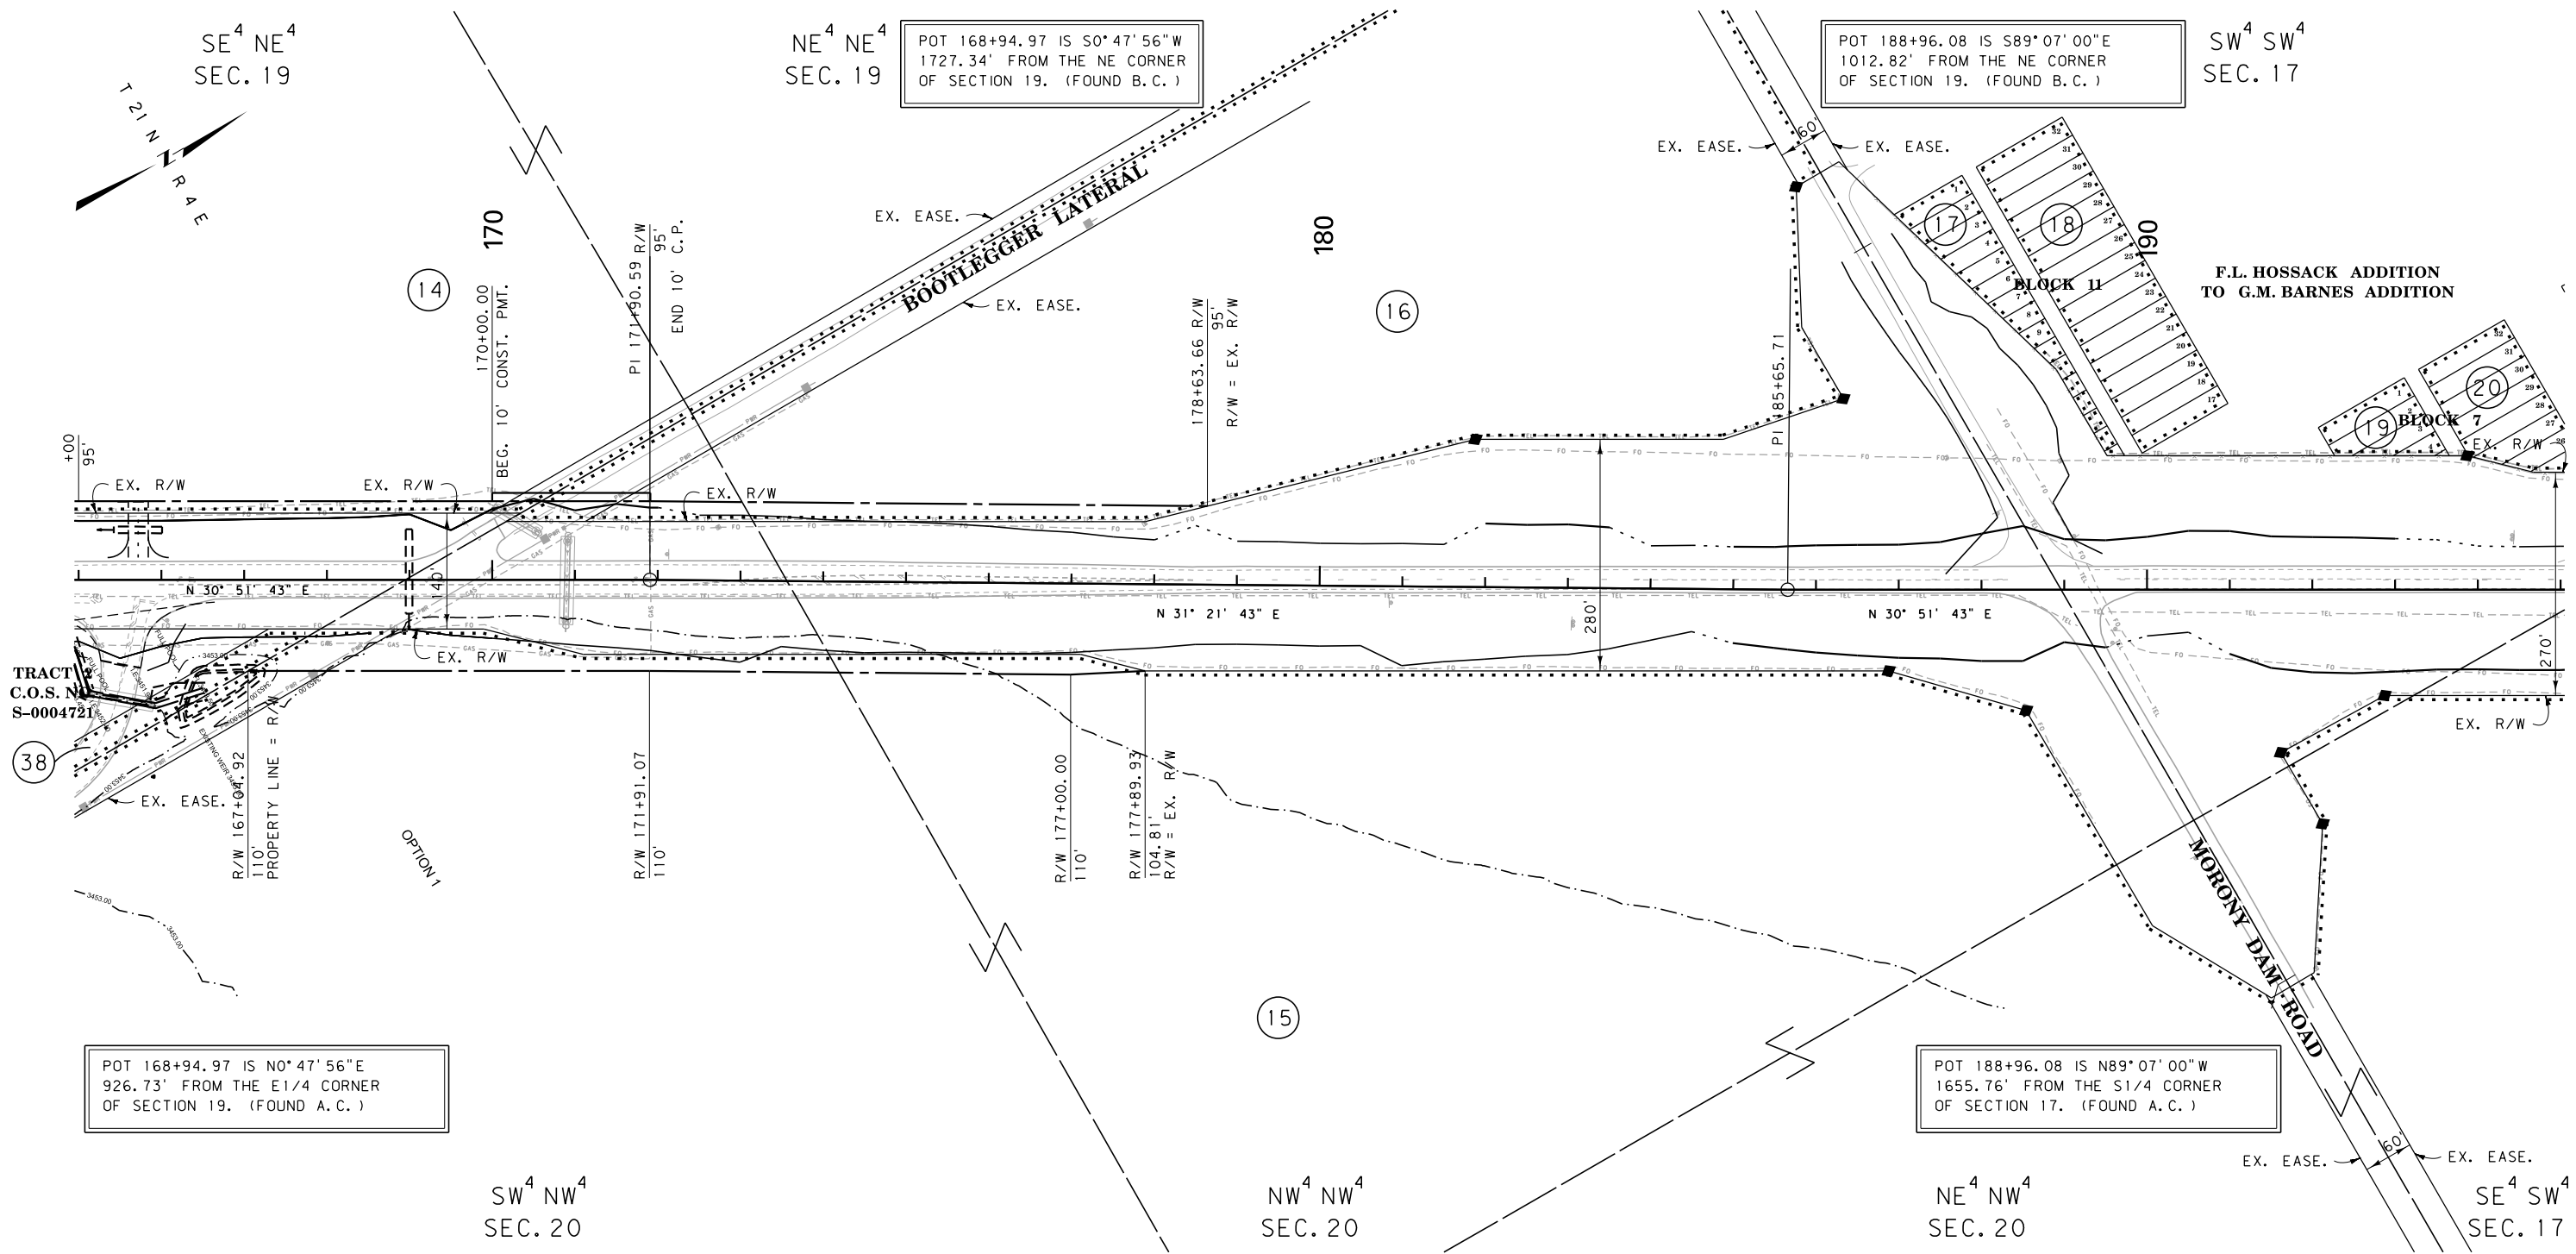 SE4 NE4
SEC. 19
NE4 NE4
SEC. 19
POT 168+94.97 IS S0°47'56"W
1727.34' FROM THE NE CORNER
OF SECTION 19. (FOUND B.C.)
POT 188+96.08 IS S89°07'00"E
1012.82' FROM THE NE CORNER
OF SECTION 19. (FOUND B.C.)
SW4 SW4
SEC. 17
T 21 N
Z
R 4 E
EX. EASE.
60'
EX. EASE.
EX. EASE.
BOOTLEGGER LATERAL
EX. EASE.
170
180
190
14
16
17
18
BLOCK 11
F.L. HOSSACK ADDITION
TO G.M. BARNES ADDITION
19
20
BLOCK 7
EX. R/W
+00
95'
170+00.00
BEG. 10' CONST. PMT.
PI 171+90.59 R/W
95'
END 10' C.P.
178+63.66 R/W
95'
R/W = EX. R/W
PI 185+65.71
EX. R/W
EX. R/W
EX. R/W
N 30° 51' 43" E
140'
N 31° 21' 43" E
280'
N 30° 51' 43" E
270'
EX. R/W
EX. R/W
TRACT 2
C.O.S. NO
S-0004721
38
EX. EASE.
EXISTING WEIR
3453.00
3453.00
OPTION 1
R/W 167+04.92
110'
PROPERTY LINE = R/W
R/W 171+91.07
110'
R/W 177+00.00
110'
R/W 177+89.93
104.81'
R/W = EX. R/W
15
MORONY DAM ROAD
POT 168+94.97 IS N0°47'56"E
926.73' FROM THE E1/4 CORNER
OF SECTION 19. (FOUND A.C.)
POT 188+96.08 IS N89°07'00"W
1655.76' FROM THE S1/4 CORNER
OF SECTION 17. (FOUND A.C.)
EX. EASE.
60'
EX. EASE.
SW4 NW4
SEC. 20
NW4 NW4
SEC. 20
NE4 NW4
SEC. 20
SE4 SW4
SEC. 17